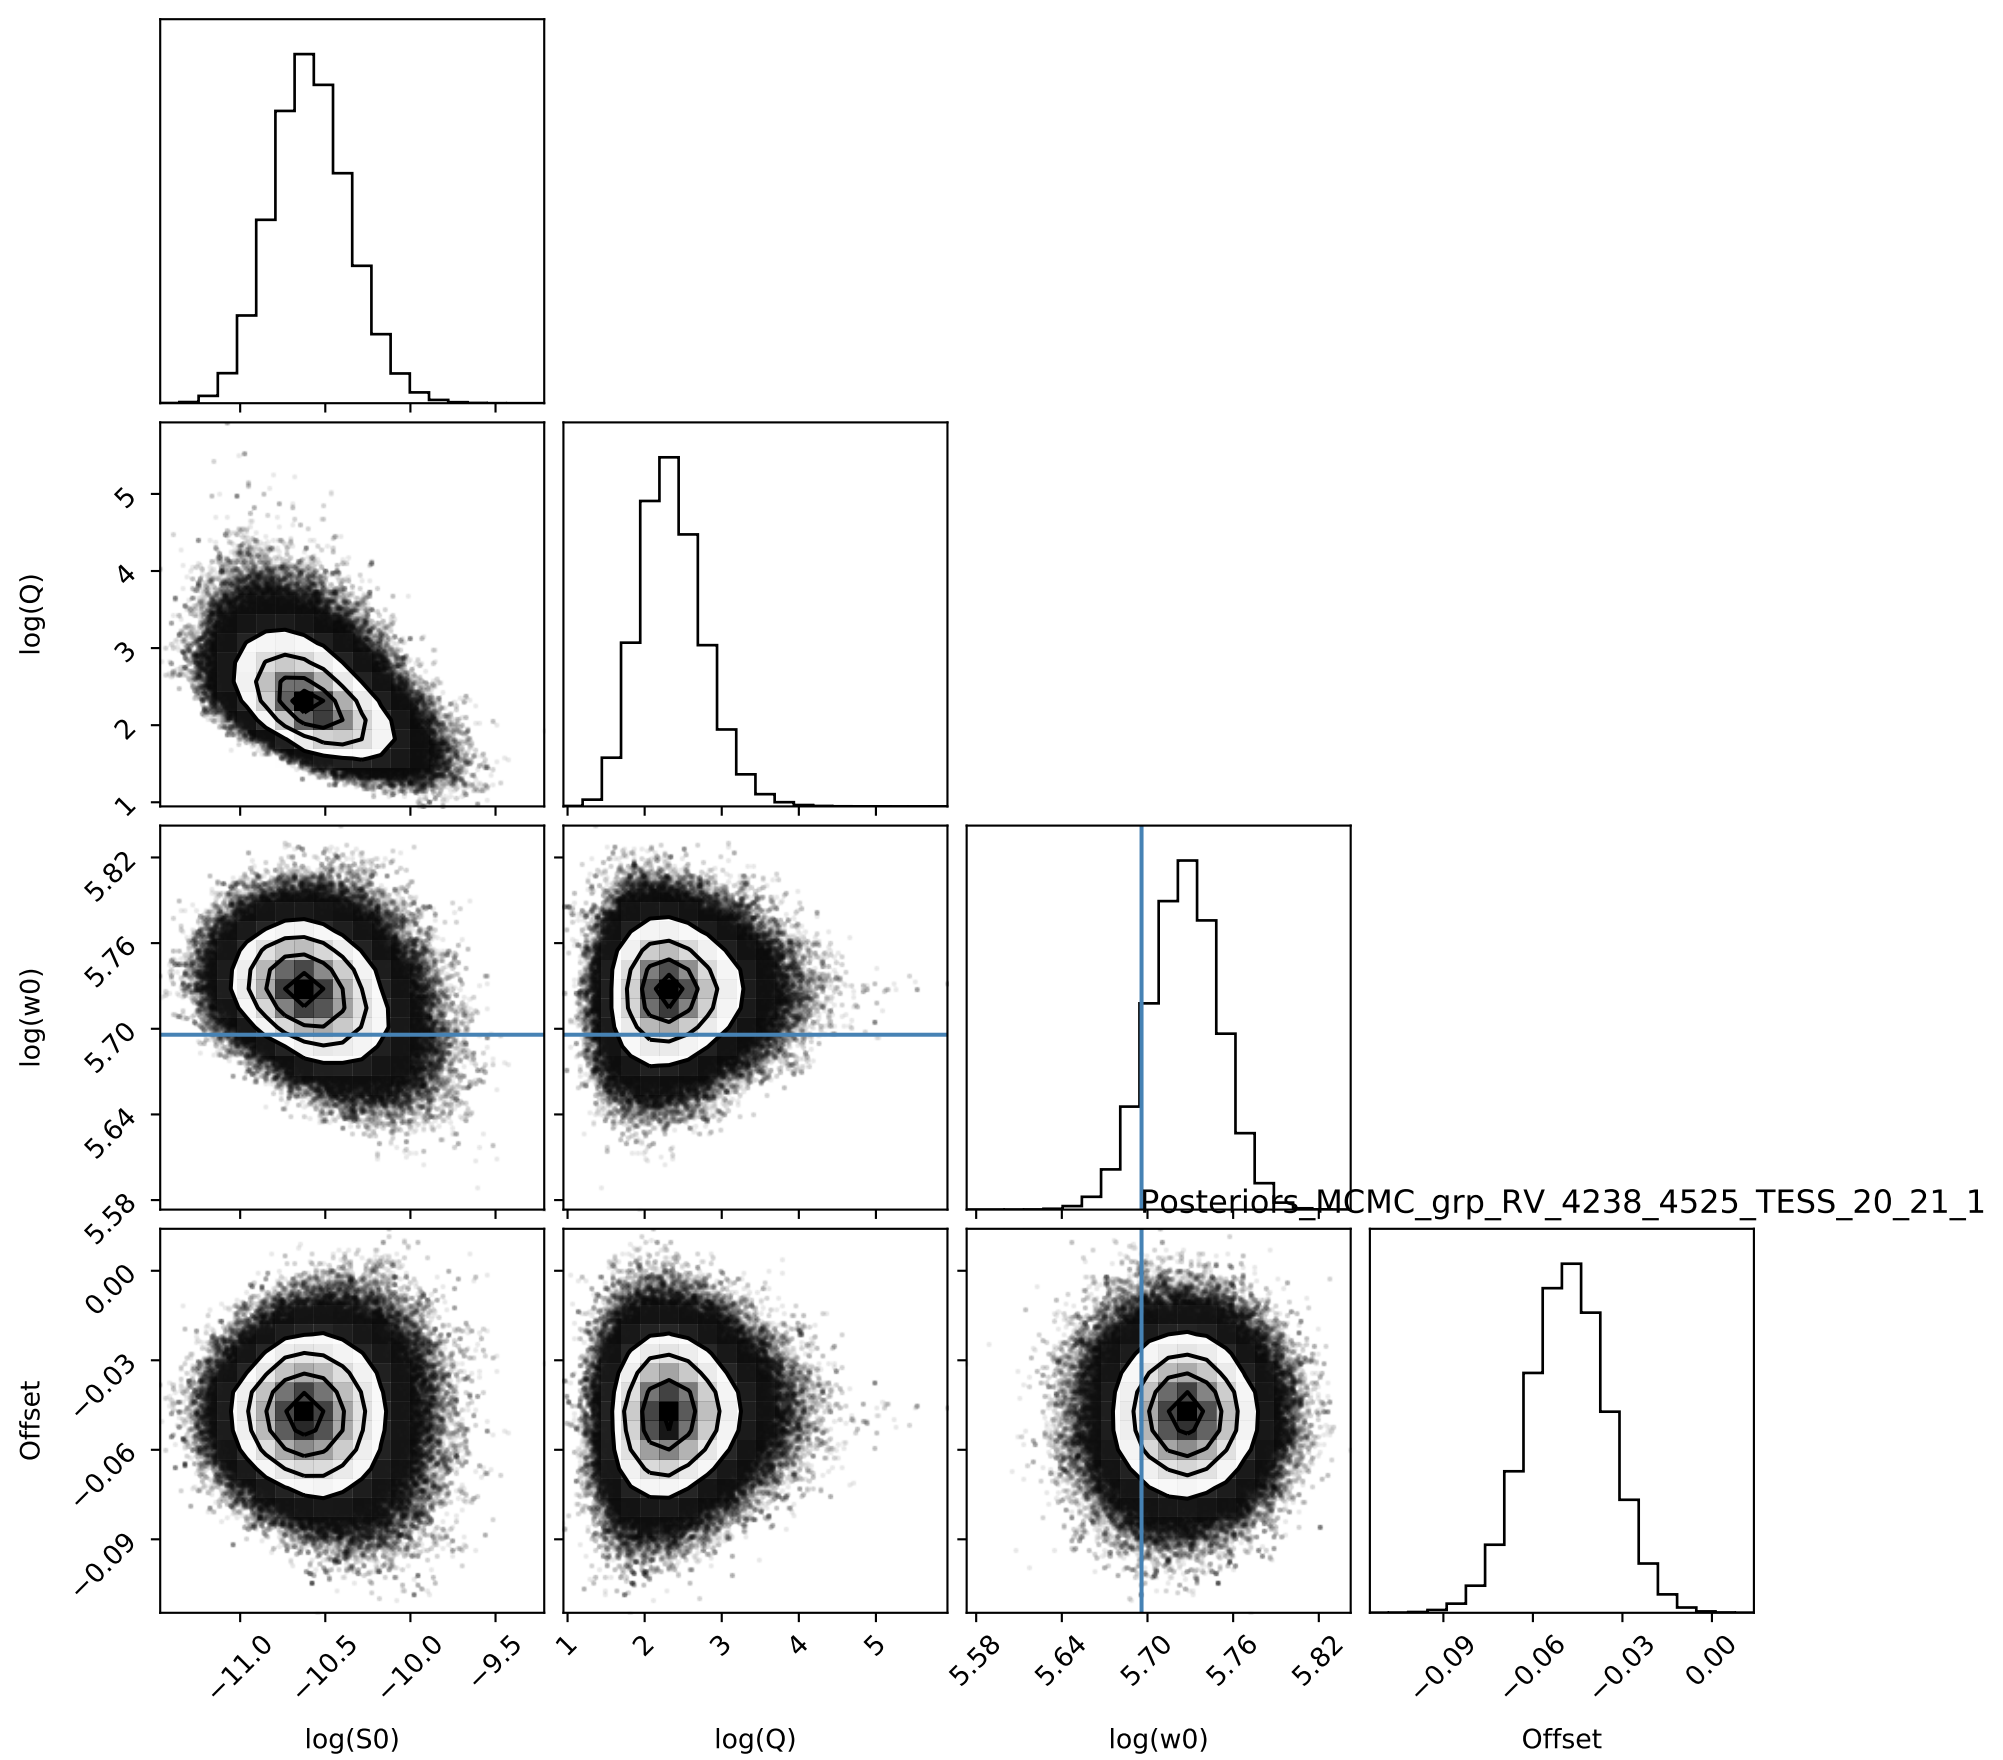 log(Q)
5
4
3
2
1
log(w0)
5.82
5.76
5.70
5.64
5.58
Posteriors_MCMC_grp_RV_4238_4525_TESS_20_21_1
Offset
0.00
−0.03
−0.06
−0.09
−11.0 −10.5 −10.0 −9.5
1 2 3 4 5
5.58 5.64 5.70 5.76 5.82
−0.09 −0.06 −0.03 0.00
log(S0)
log(Q)
log(w0)
Offset